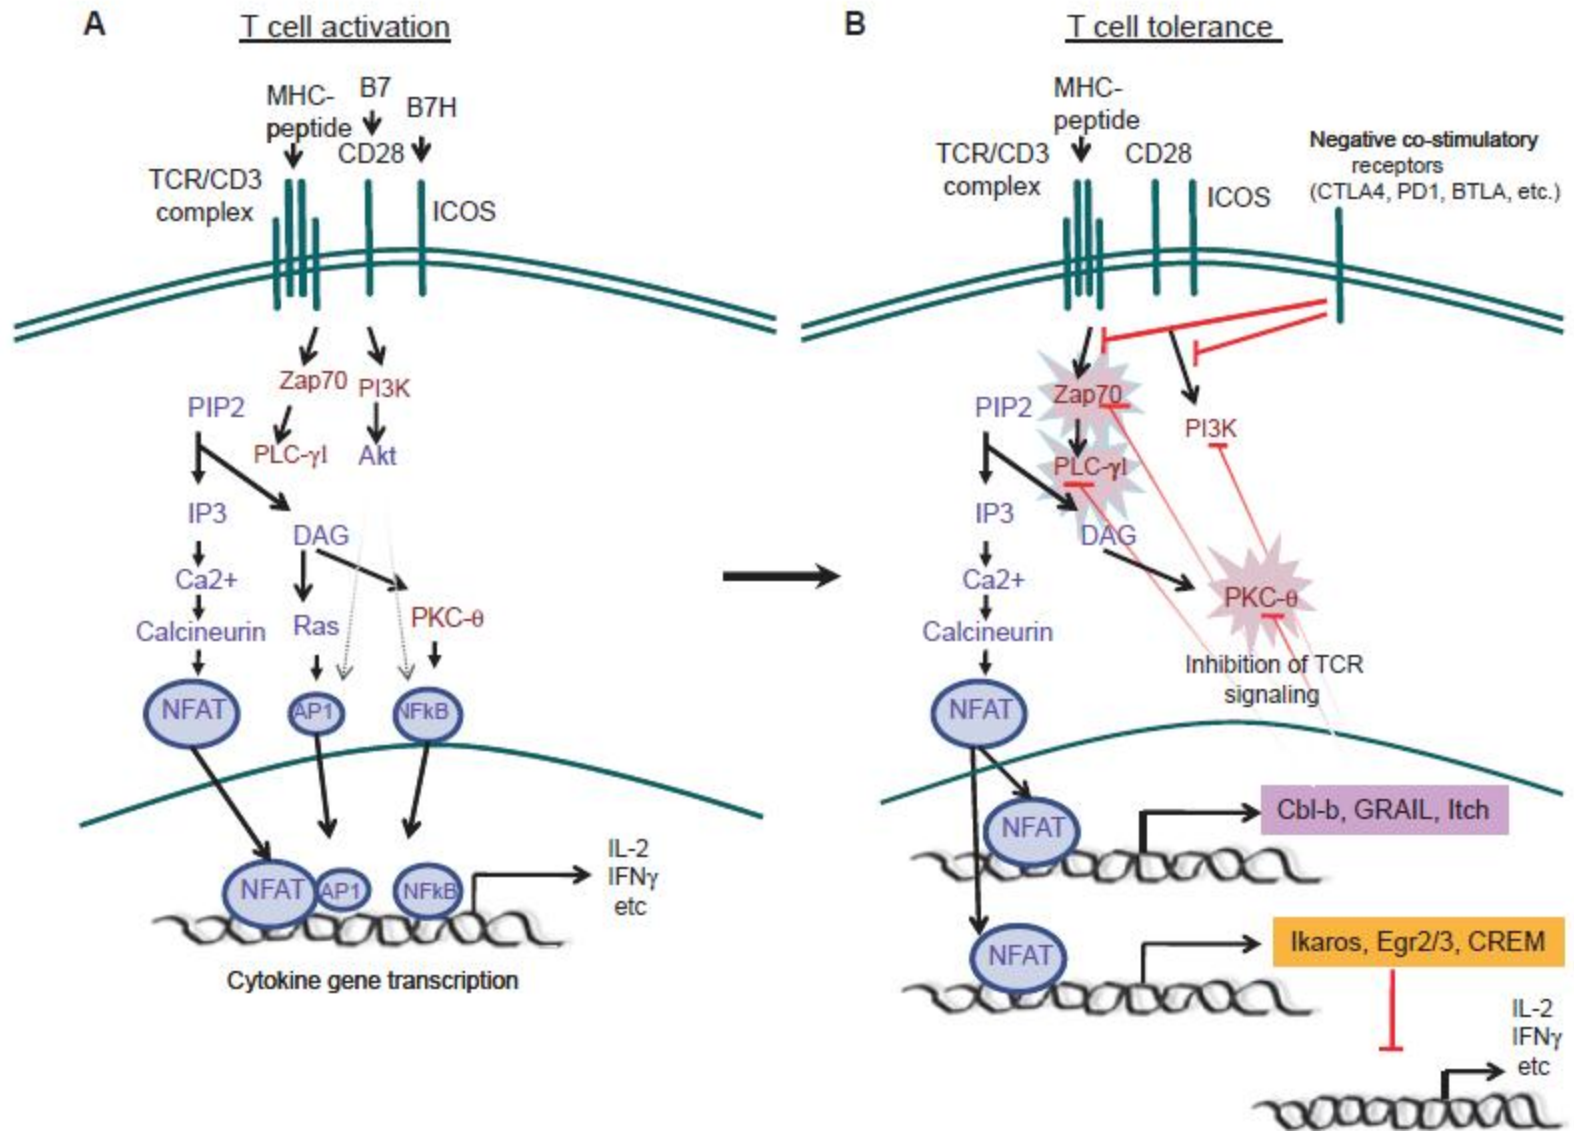 A
T cell activation
MHC-
peptide
B7
B7H
CD28
TCR/CD3
complex
ICOS
Zap70
PI3K
PIP2
PLC-γI
Akt
IP3
DAG
Ca2+
Ras
PKC-θ
Calcineurin
NFAT
AP1
NFkB
NFAT
AP1
NFkB
IL-2
IFNγ
etc
Cytokine gene transcription
B
T cell tolerance
MHC-
peptide
TCR/CD3
complex
CD28
ICOS
Negative co-stimulatory
receptors
(CTLA4, PD1, BTLA, etc.)
Zap70
PIP2
PI3K
PLC-γI
IP3
DAG
Ca2+
PKC-θ
Calcineurin
Inhibition of TCR
signaling
NFAT
NFAT
Cbl-b, GRAIL, Itch
NFAT
Ikaros, Egr2/3, CREM
IL-2
IFNγ
etc